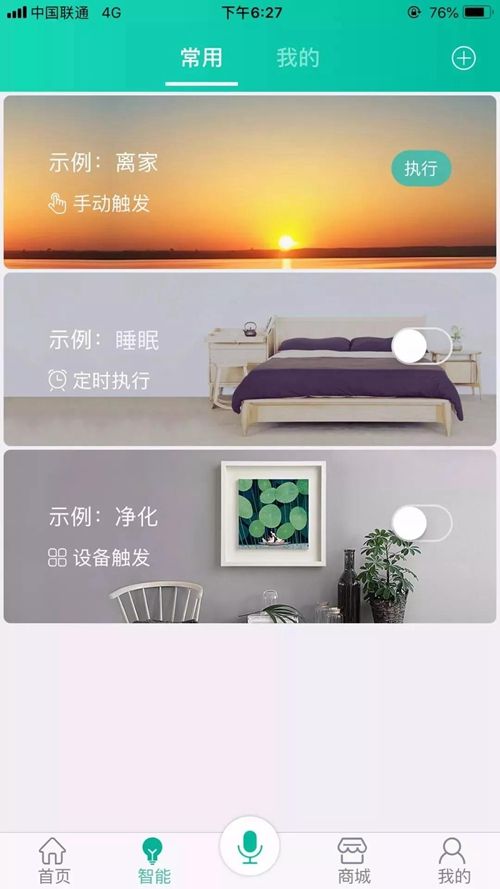 中国联通 4G 下午6:27 76%
常用 我的
示例：离家
执行
手动触发
示例：睡眠
定时执行
示例：净化
设备触发
首页 智能 商城 我的